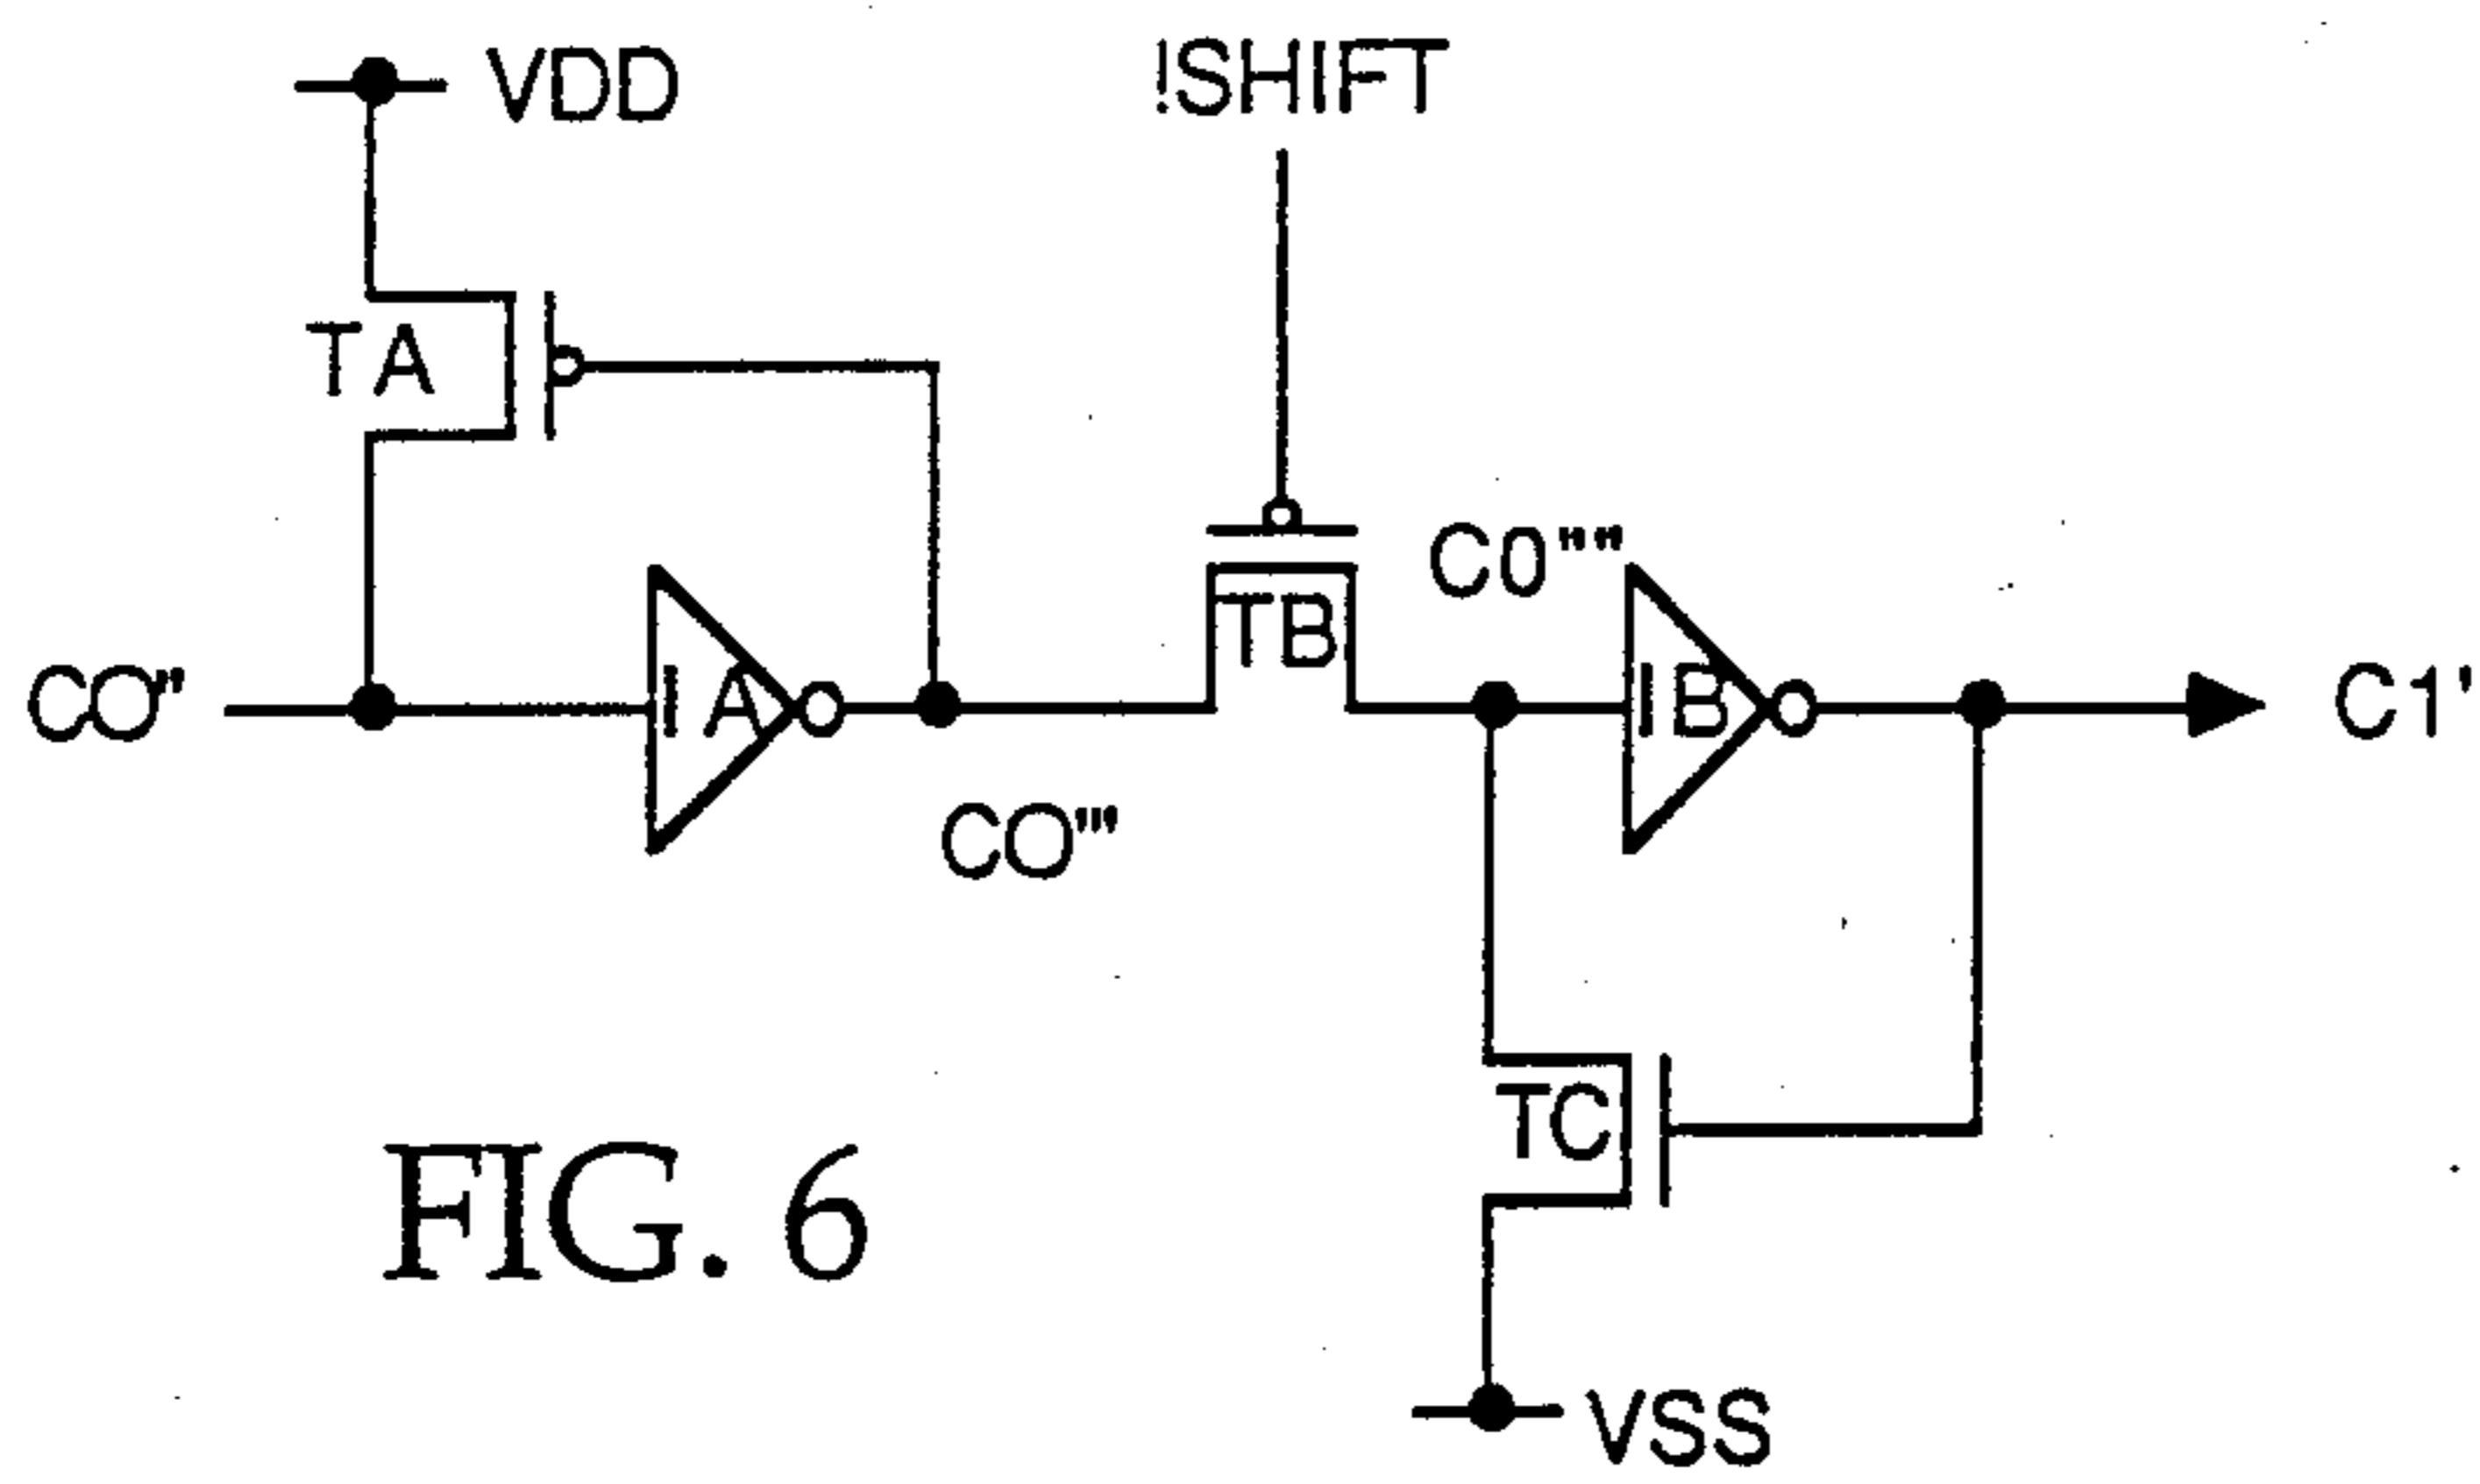 VDD
!SHIFT
TA
C0""
TB
CO"
IA
IB
C1'
CO"'
TC
FIG. 6
VSS